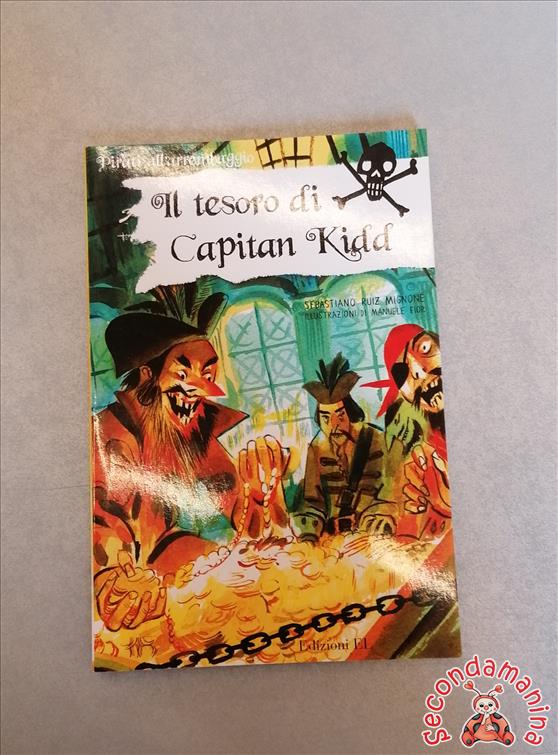 Pirati all'arrembaggio
Il tesoro di
Capitan Kidd
SEBASTIANO RUIZ MIGNONE
ILLUSTRAZIONI DI MANUELE FIOR
Edizioni EL
Secondamanina